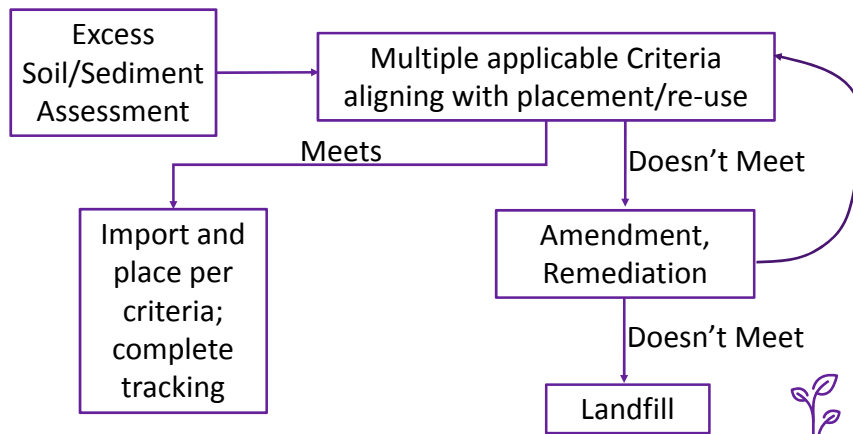 Excess
Soil/Sediment
Assessment
Multiple applicable Criteria
aligning with placement/re-use
Meets
Doesn’t Meet
Import and
place per
criteria;
complete
tracking
Amendment,
Remediation
Doesn’t Meet
Landfill